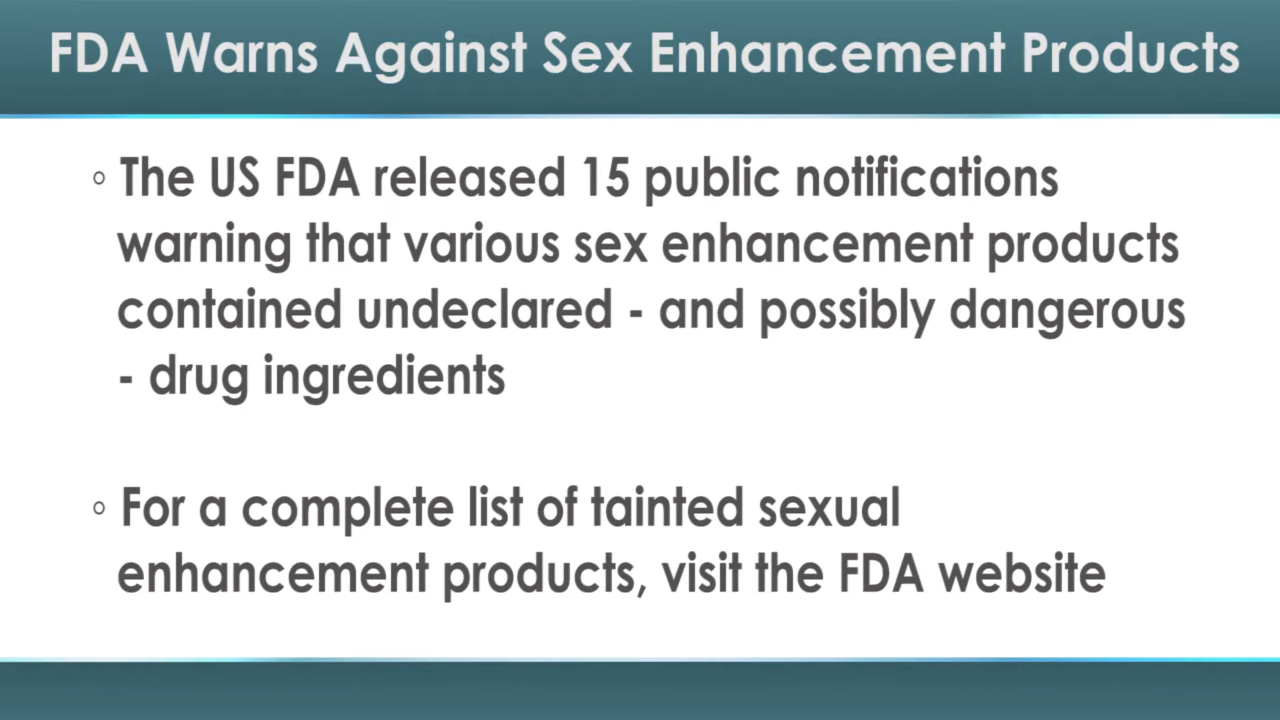 FDA Warns Against Sex Enhancement Products
◦ The US FDA released 15 public notifications
warning that various sex enhancement products
contained undeclared - and possibly dangerous
- drug ingredients
◦ For a complete list of tainted sexual
enhancement products, visit the FDA website